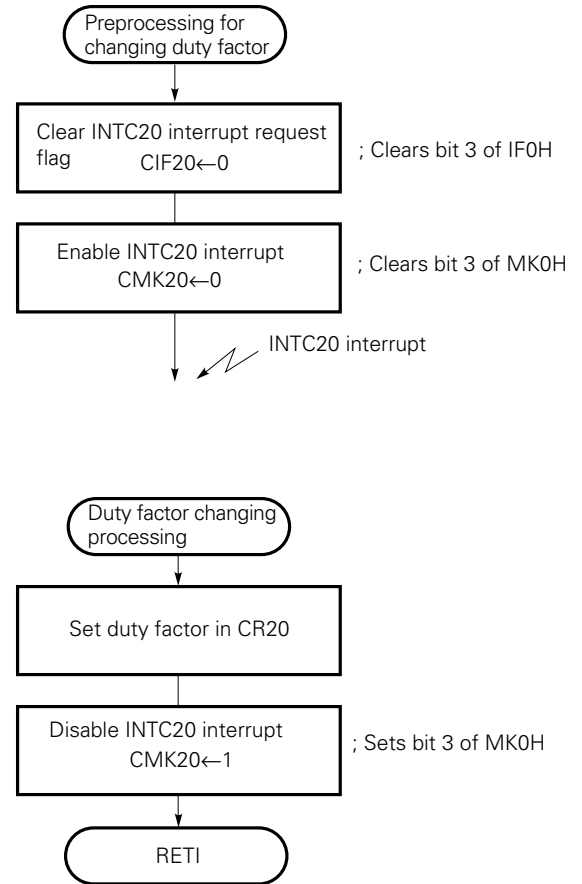 Preprocessing for
changing duty factor
Clear INTC20 interrupt request
flag CIF20←0
; Clears bit 3 of IF0H
Enable INTC20 interrupt
CMK20←0
; Clears bit 3 of MK0H
INTC20 interrupt
Duty factor changing
processing
Set duty factor in CR20
Disable INTC20 interrupt
CMK20←1
; Sets bit 3 of MK0H
RETI